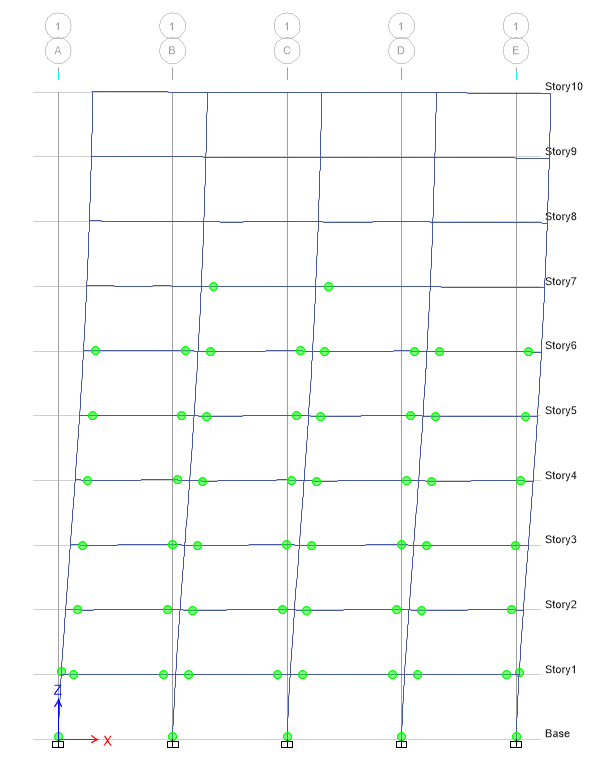 1 1 1 1 1
A B C D E
Story10
Story9
Story8
Story7
Story6
Story5
Story4
Story3
Story2
Story1
Z
Base
X